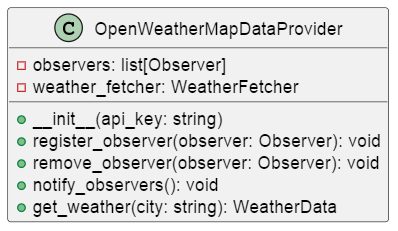 C OpenWeatherMapDataProvider
observers: list[Observer]
weather_fetcher: WeatherFetcher
__init__(api_key: string)
register_observer(observer: Observer): void
remove_observer(observer: Observer): void
notify_observers(): void
get_weather(city: string): WeatherData